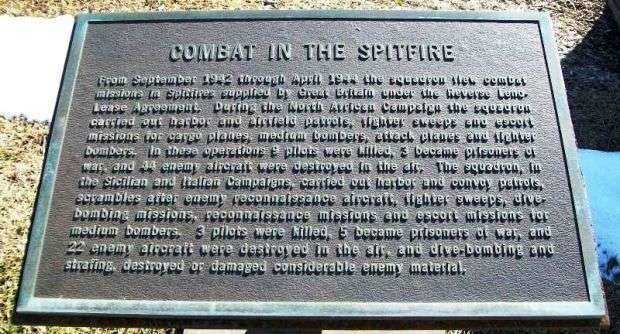 COMBAT IN THE SPITFIRE
From September 1942 through April 1944 the squadron flew combat
missions in Spitfires supplied by Great Britain under the Reverse Lend-
Lease Agreement. During the North African Campaign the squadron
carried out harbor and airfield patrols, fighter sweeps and escort
missions for cargo planes, medium bombers, attack planes and fighter
bombers. In these operations 9 pilots were killed, 3 became prisoners of
war, and 44 enemy aircraft were destroyed in the air. The squadron, in
the Sicilian and Italian Campaigns, carried out harbor and convoy patrols,
scrambles after enemy reconnaissance aircraft, fighter sweeps, dive-
bombing missions, reconnaissance missions and escort missions for
medium bombers. 3 pilots were killed, 5 became prisoners of war, and
22 enemy aircraft were destroyed in the air, and dive-bombing and
strafing, destroyed or damaged considerable enemy material.